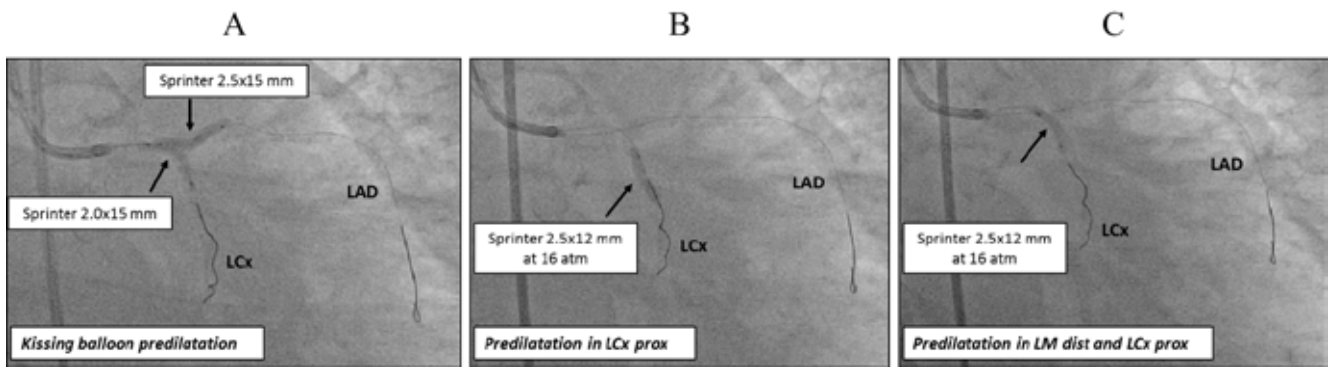 A
B
C
Sprinter 2.5x15 mm
Sprinter 2.0x15 mm
LAD
LCx
Kissing balloon predilatation
Sprinter 2.5x12 mm
at 16 atm
LAD
LCx
Predilatation in LCx prox
Sprinter 2.5x12 mm
at 16 atm
LAD
LCx
Predilatation in LM dist and LCx prox